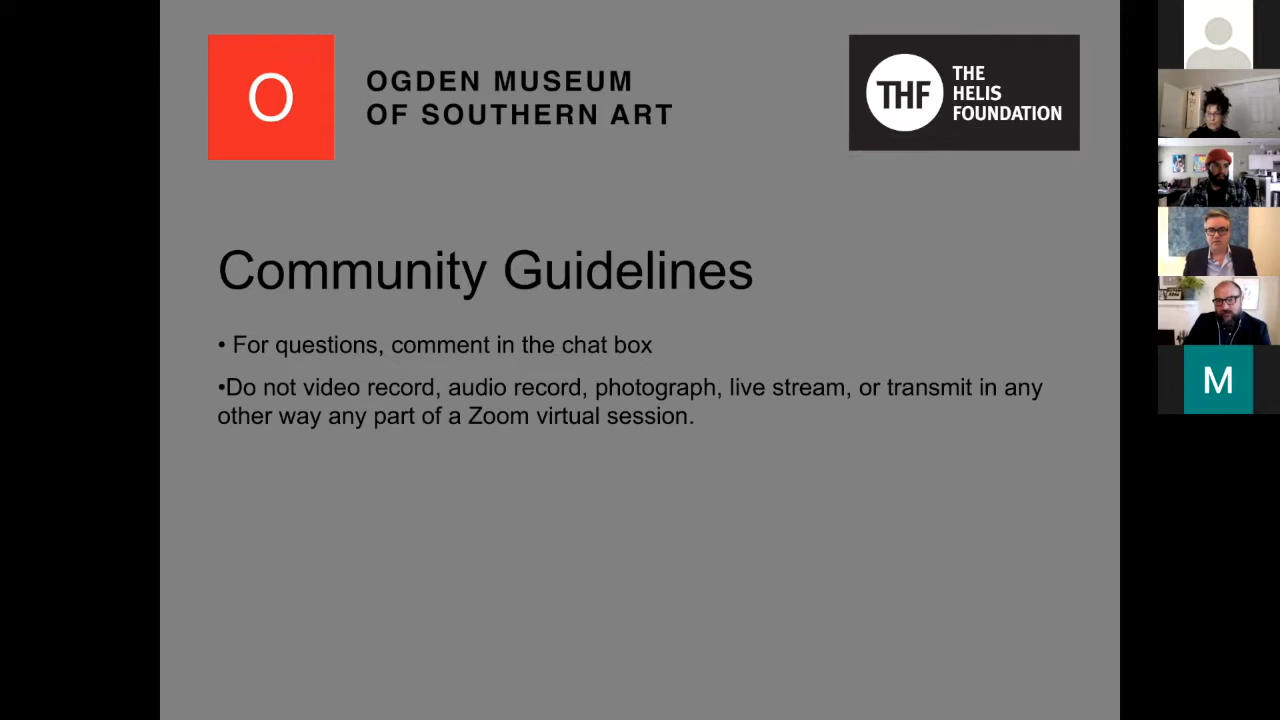 O
OGDEN MUSEUM
OF SOUTHERN ART
THF
THE
HELIS
FOUNDATION
Community Guidelines
• For questions, comment in the chat box
•Do not video record, audio record, photograph, live stream, or transmit in any
other way any part of a Zoom virtual session.
M